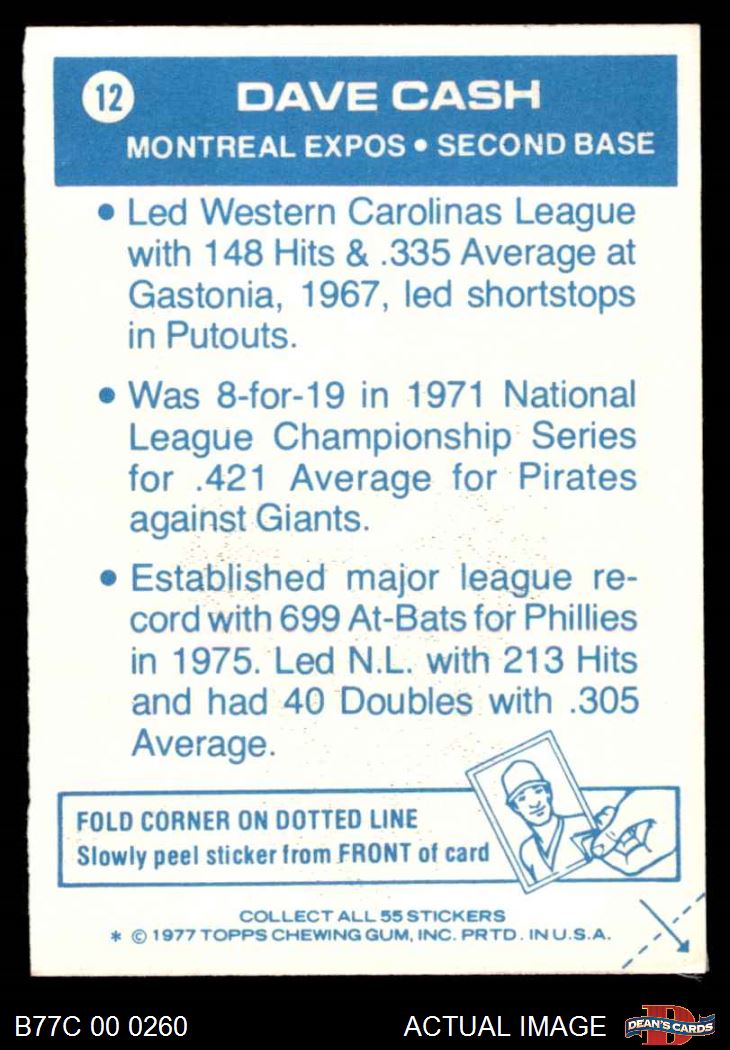 12
DAVE CASH
MONTREAL EXPOS • SECOND BASE
• Led Western Carolinas League
with 148 Hits & .335 Average at
Gastonia, 1967, led shortstops
in Putouts.
• Was 8-for-19 in 1971 National
League Championship Series
for .421 Average for Pirates
against Giants.
• Established major league re-
cord with 699 At-Bats for Phillies
in 1975. Led N.L. with 213 Hits
and had 40 Doubles with .305
Average.
FOLD CORNER ON DOTTED LINE
Slowly peel sticker from FRONT of card
COLLECT ALL 55 STICKERS
* © 1977 TOPPS CHEWING GUM, INC. PRTD. IN U.S.A.
B77C 00 0260
ACTUAL IMAGE
D
DEAN'S CARDS